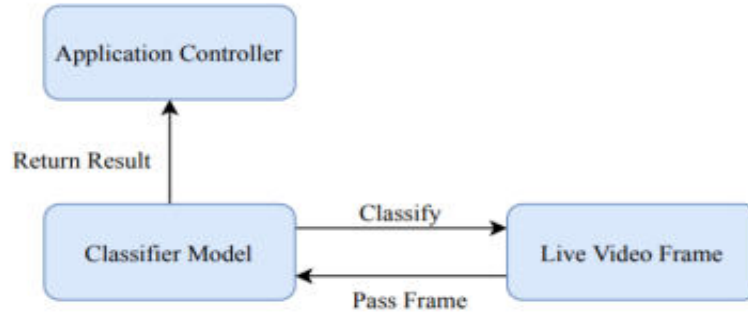 Application Controller
Return Result
Classify
Classifier Model
Live Video Frame
Pass Frame